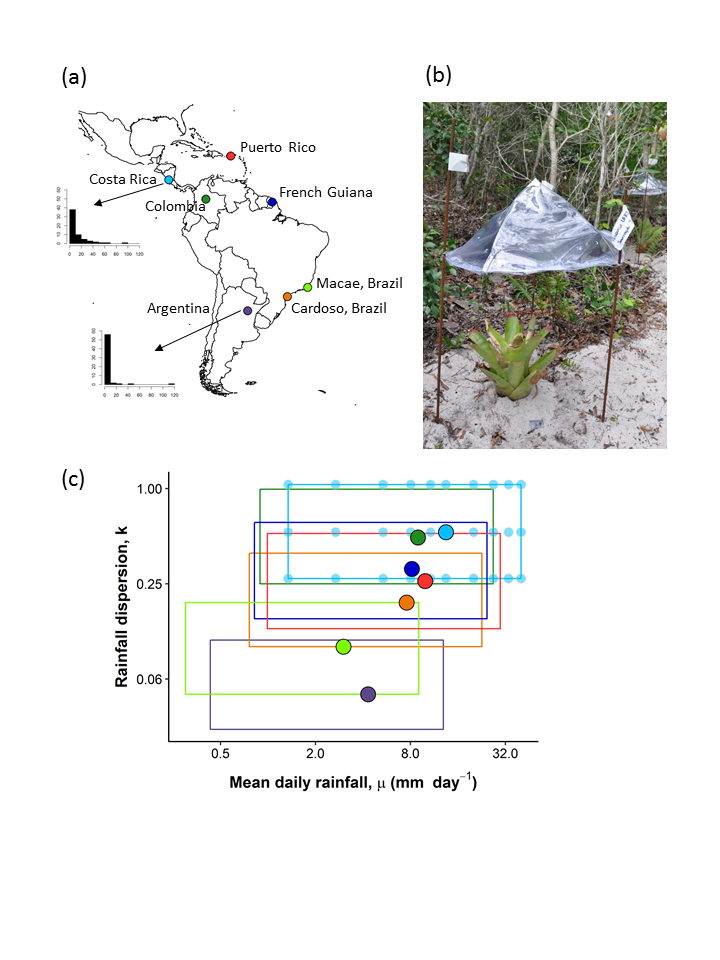 (a)
(b)
Puerto Rico
Costa Rica
French Guiana
Colombia
60
50
40
30
20
10
0
0 20 40 60 80 100 120
Macae, Brazil
Argentina
Cardoso, Brazil
60
50
40
30
20
10
0
0 20 40 60 80 100 120
(c)
1.00
0.25
0.06
Rainfall dispersion, k
0.5 2.0 8.0 32.0
Mean daily rainfall, μ (mm day⁻¹)